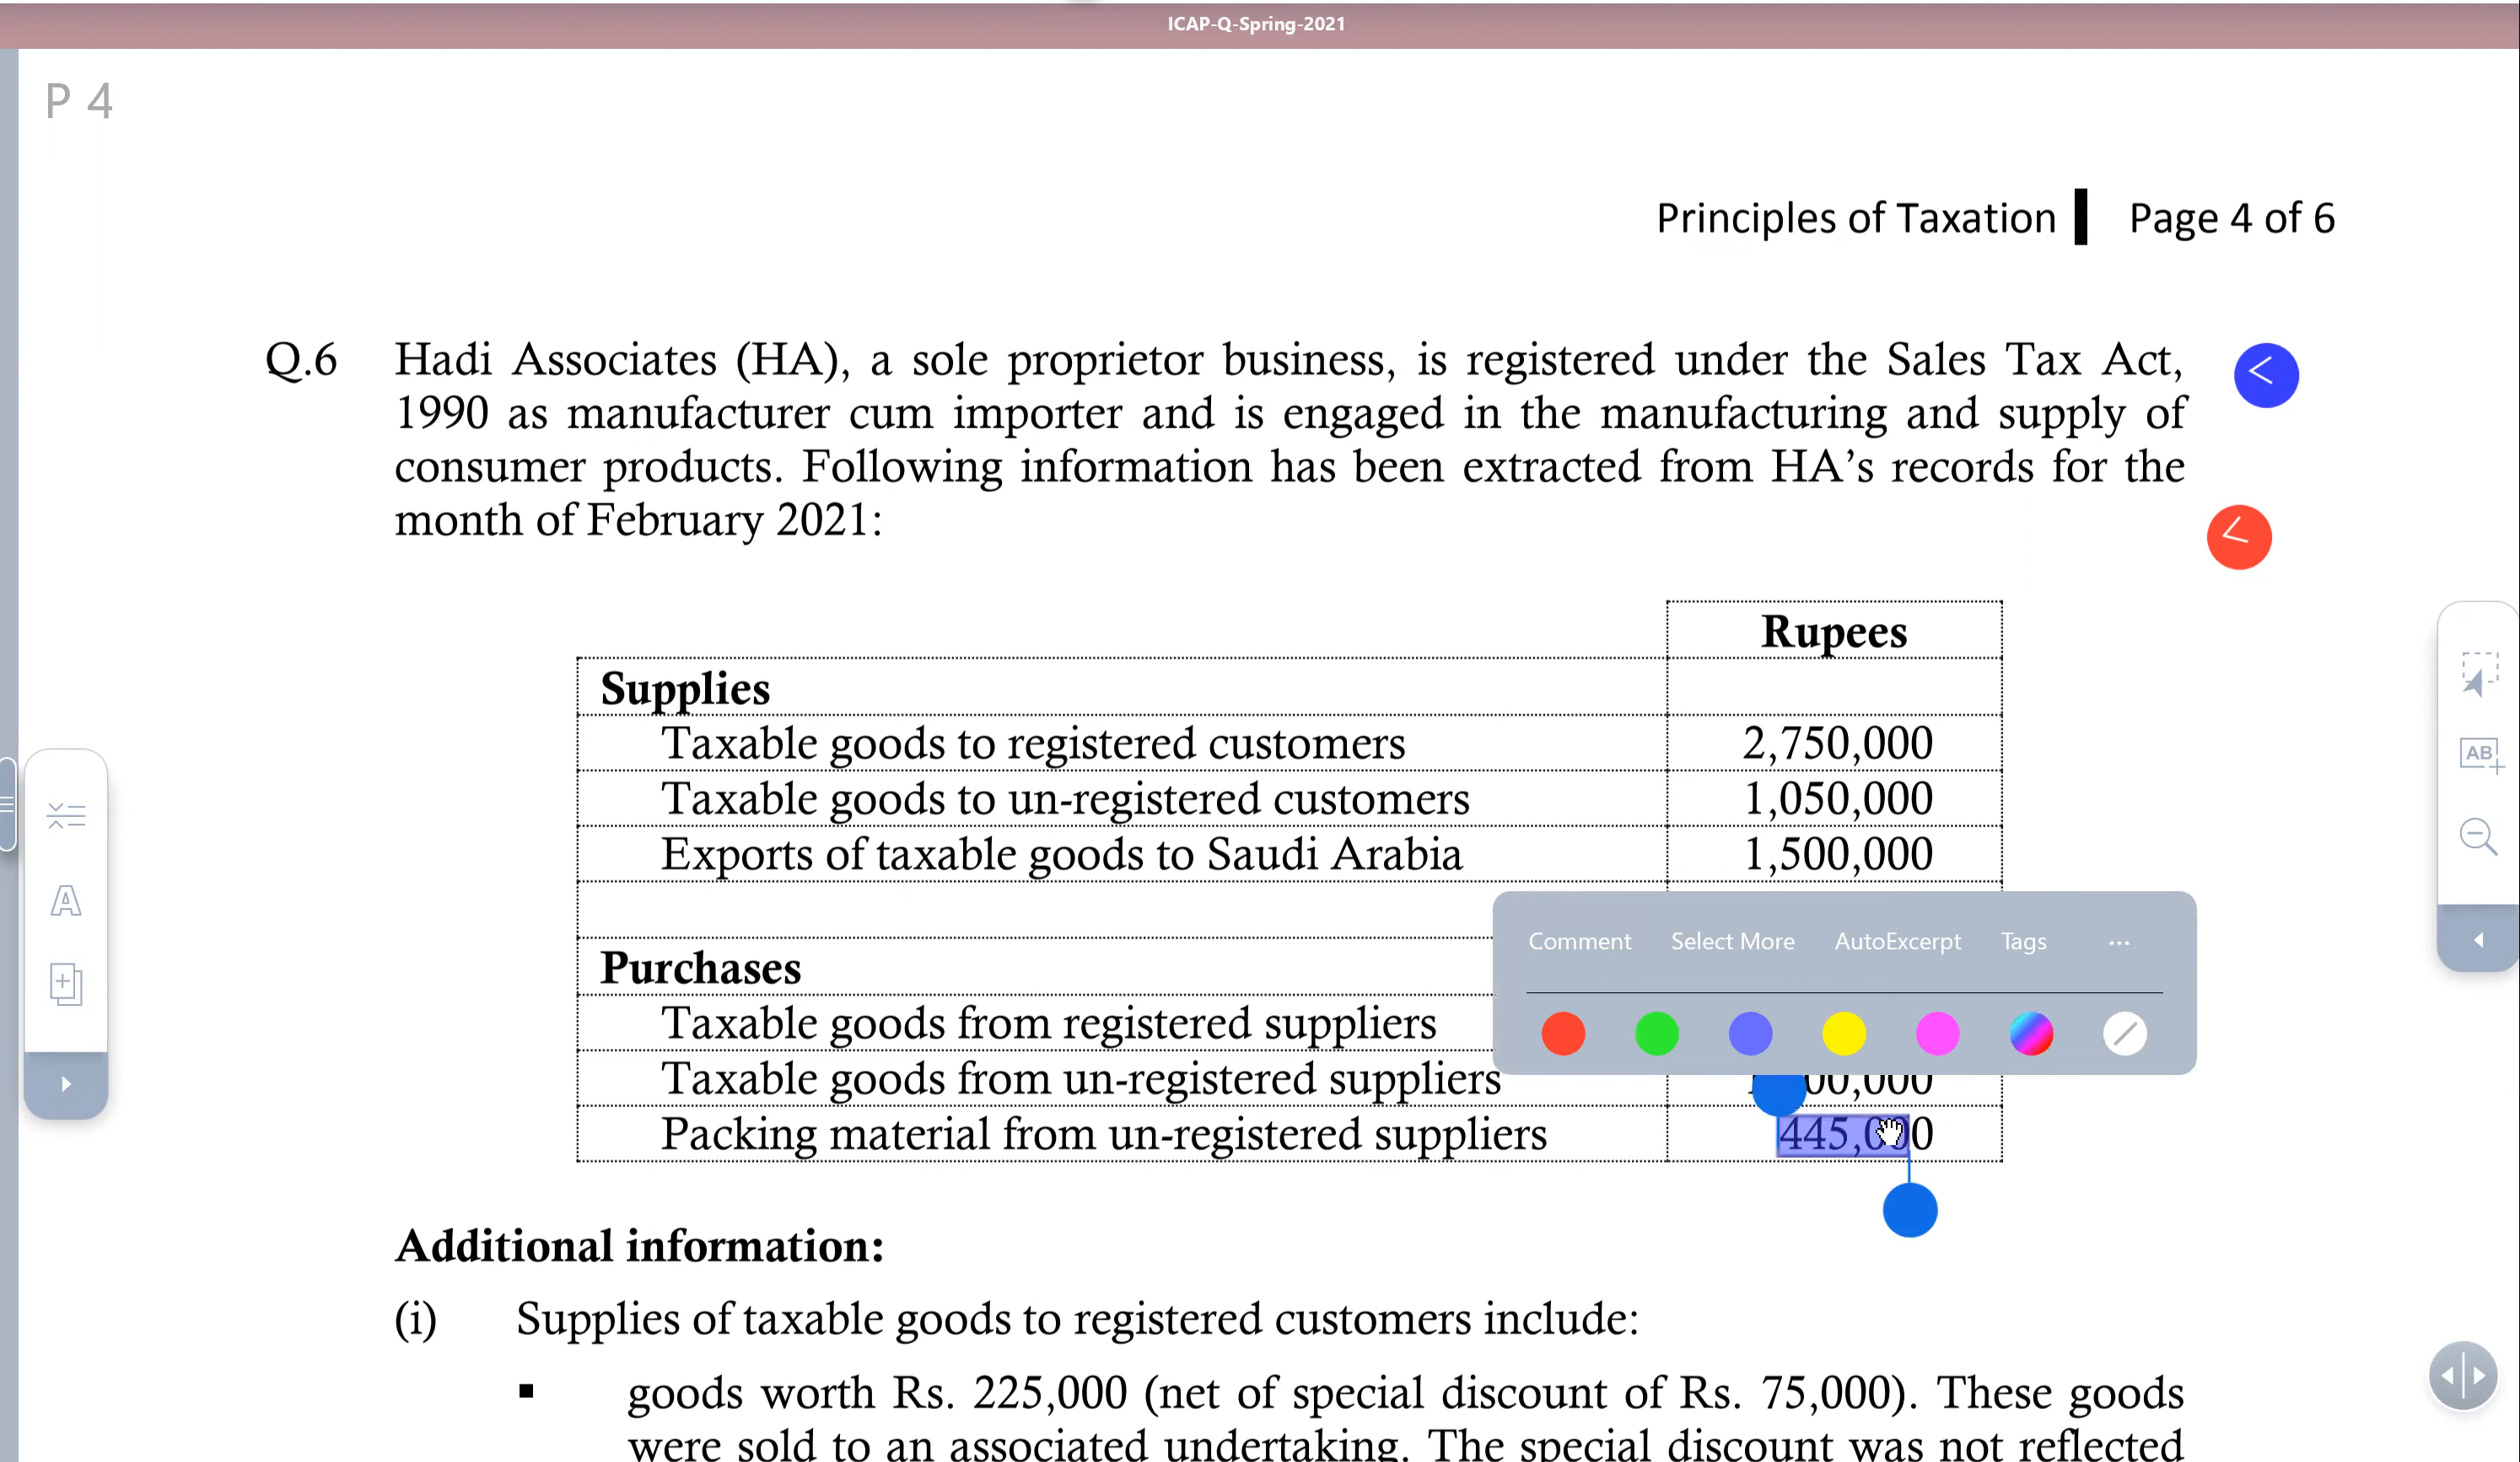 ICAP-Q-Spring-2021
P 4
Principles of Taxation Page 4 of 6
Q.6 Hadi Associates (HA), a sole proprietor business, is registered under the Sales Tax Act,
1990 as manufacturer cum importer and is engaged in the manufacturing and supply of
consumer products. Following information has been extracted from HA's records for the
month of February 2021:
Rupees
Supplies
Taxable goods to registered customers 2,750,000
Taxable goods to un-registered customers 1,050,000
Exports of taxable goods to Saudi Arabia 1,500,000
Comment Select More AutoExcerpt Tags ...
Purchases
Taxable goods from registered suppliers
Taxable goods from un-registered suppliers
Packing material from un-registered suppliers 445,000
Additional information:
(i) Supplies of taxable goods to registered customers include:
▪ goods worth Rs. 225,000 (net of special discount of Rs. 75,000). These goods
were sold to an associated undertaking. The special discount was not reflected
A
AB